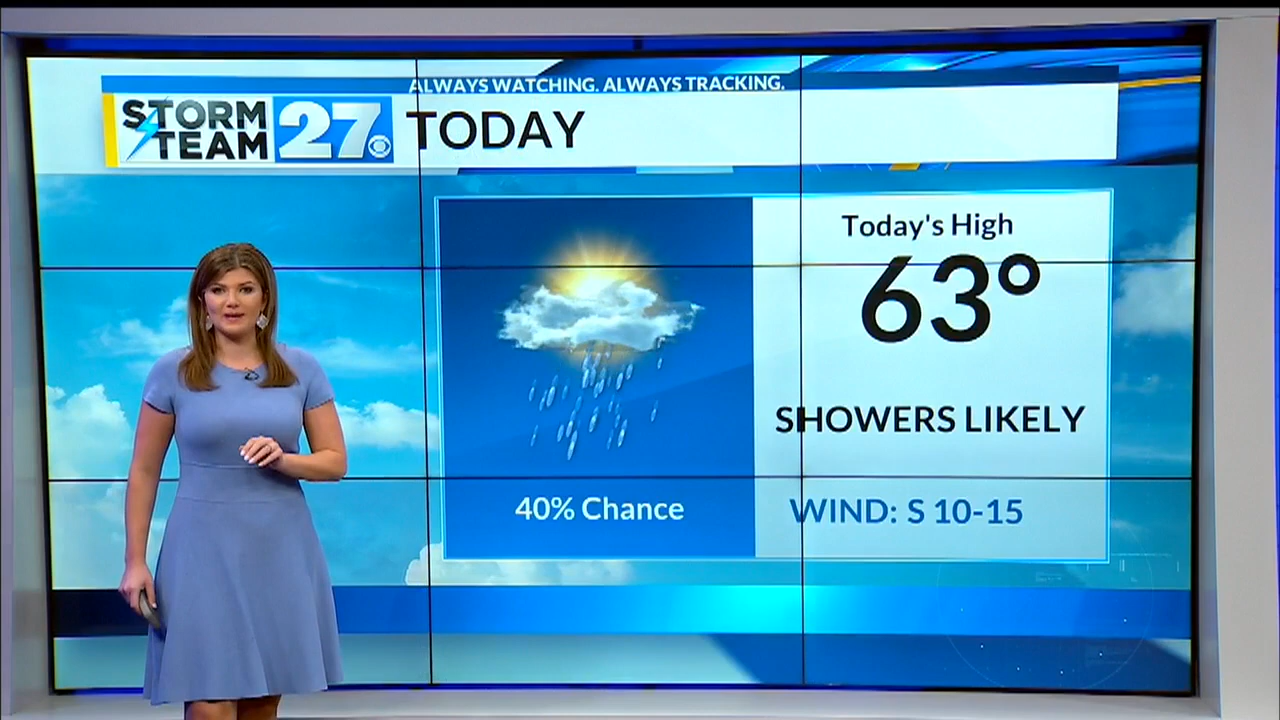 ALWAYS WATCHING. ALWAYS TRACKING.
STORM TEAM 27
TODAY
Today's High
63°
SHOWERS LIKELY
40% Chance
WIND: S 10-15